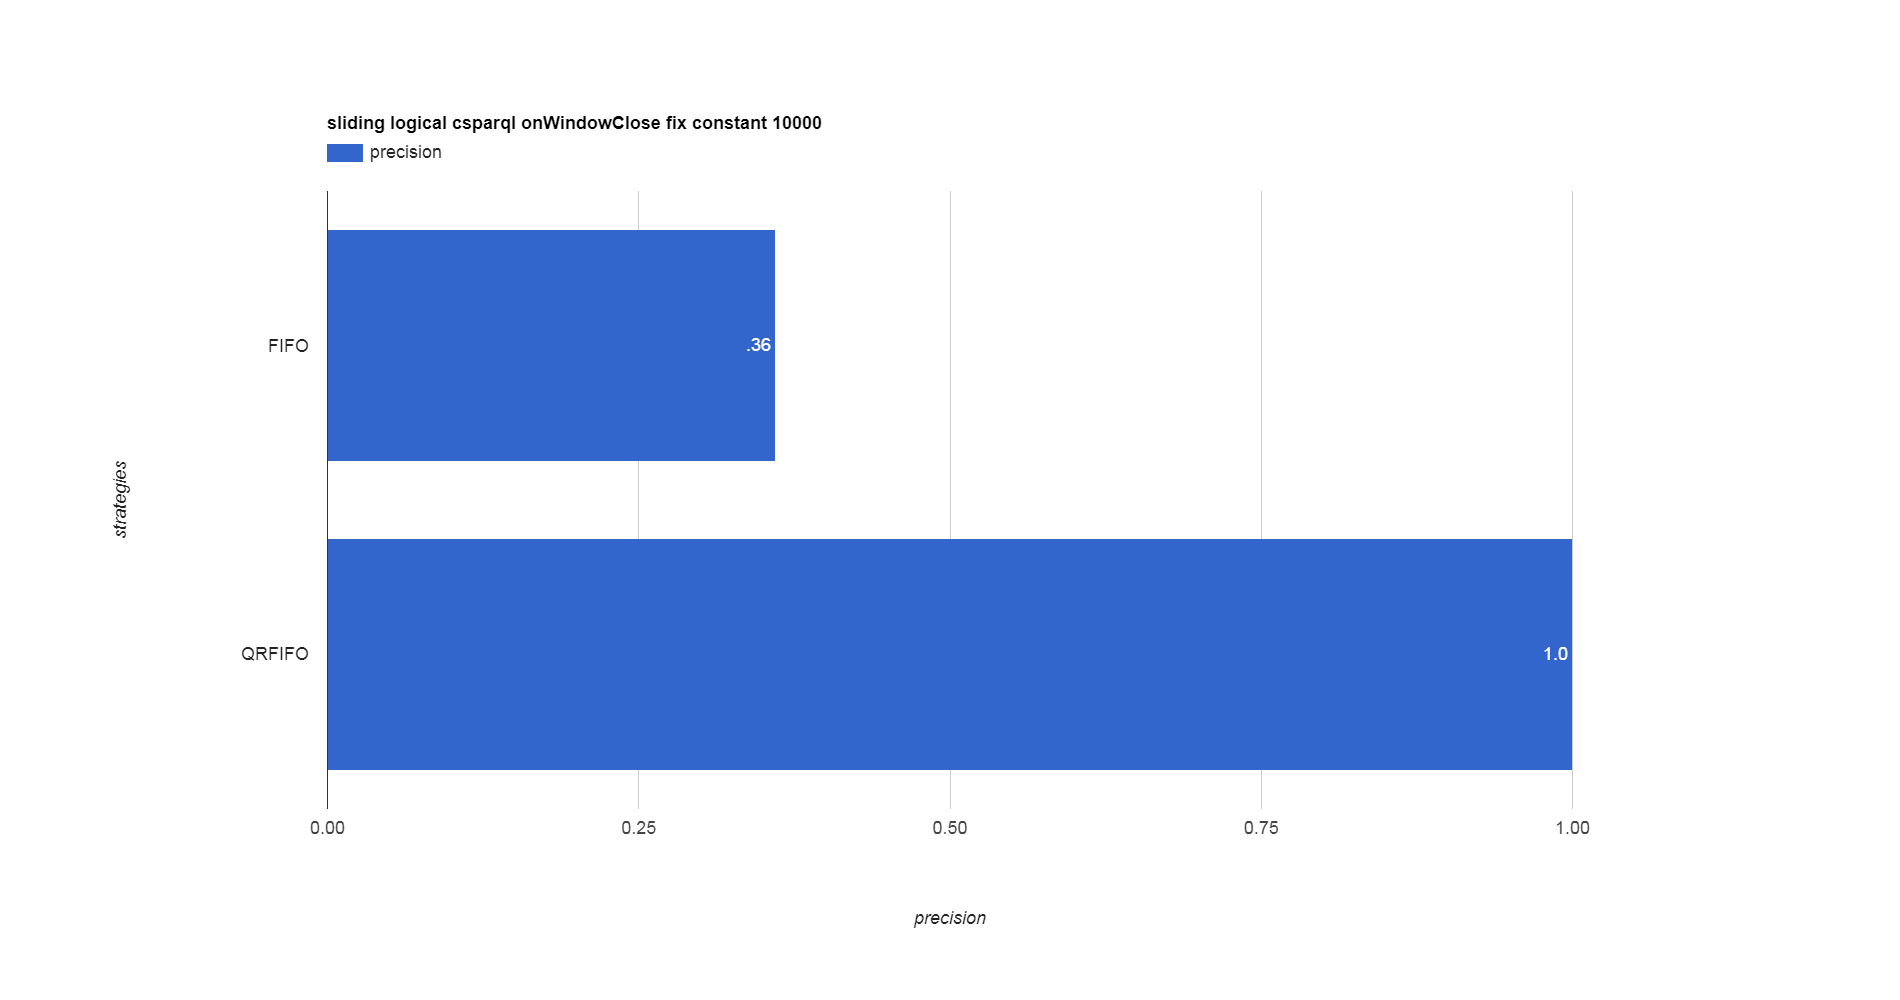 sliding logical csparql onWindowClose fix constant 10000
precision
FIFO
.36
strategies
QRFIFO
1.0
0.00 0.25 0.50 0.75 1.00
precision